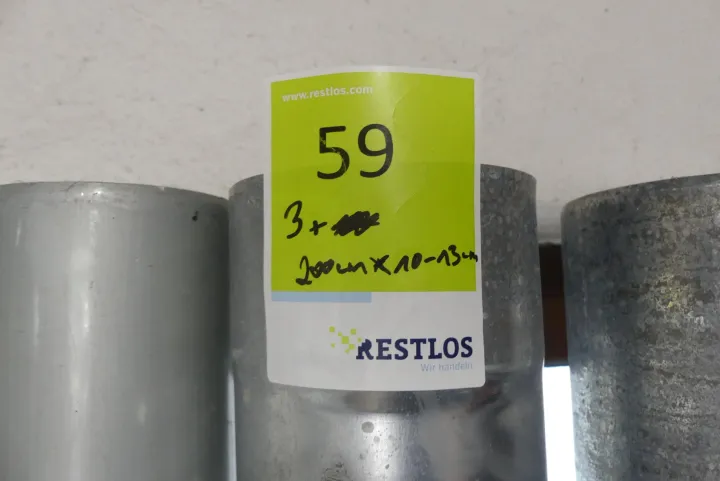 www.restlos.com
59
3x
200cm x 10-13cm
RESTLOS
Wir handeln